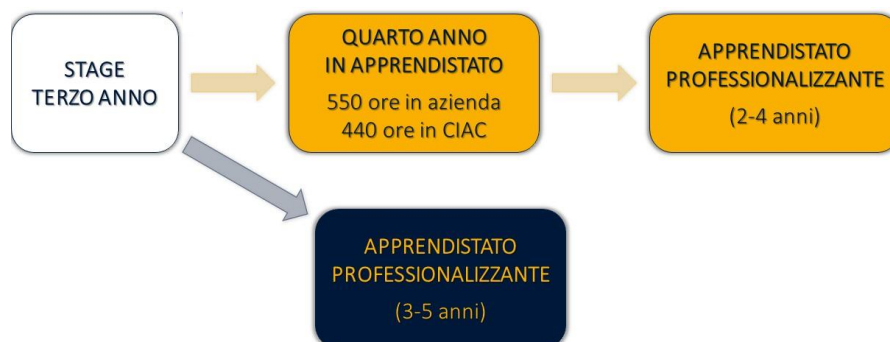 STAGE
TERZO ANNO
QUARTO ANNO
IN APPRENDISTATO
550 ore in azienda
440 ore in CIAC
APPRENDISTATO
PROFESSIONALIZZANTE
(2-4 anni)
APPRENDISTATO
PROFESSIONALIZZANTE
(3-5 anni)